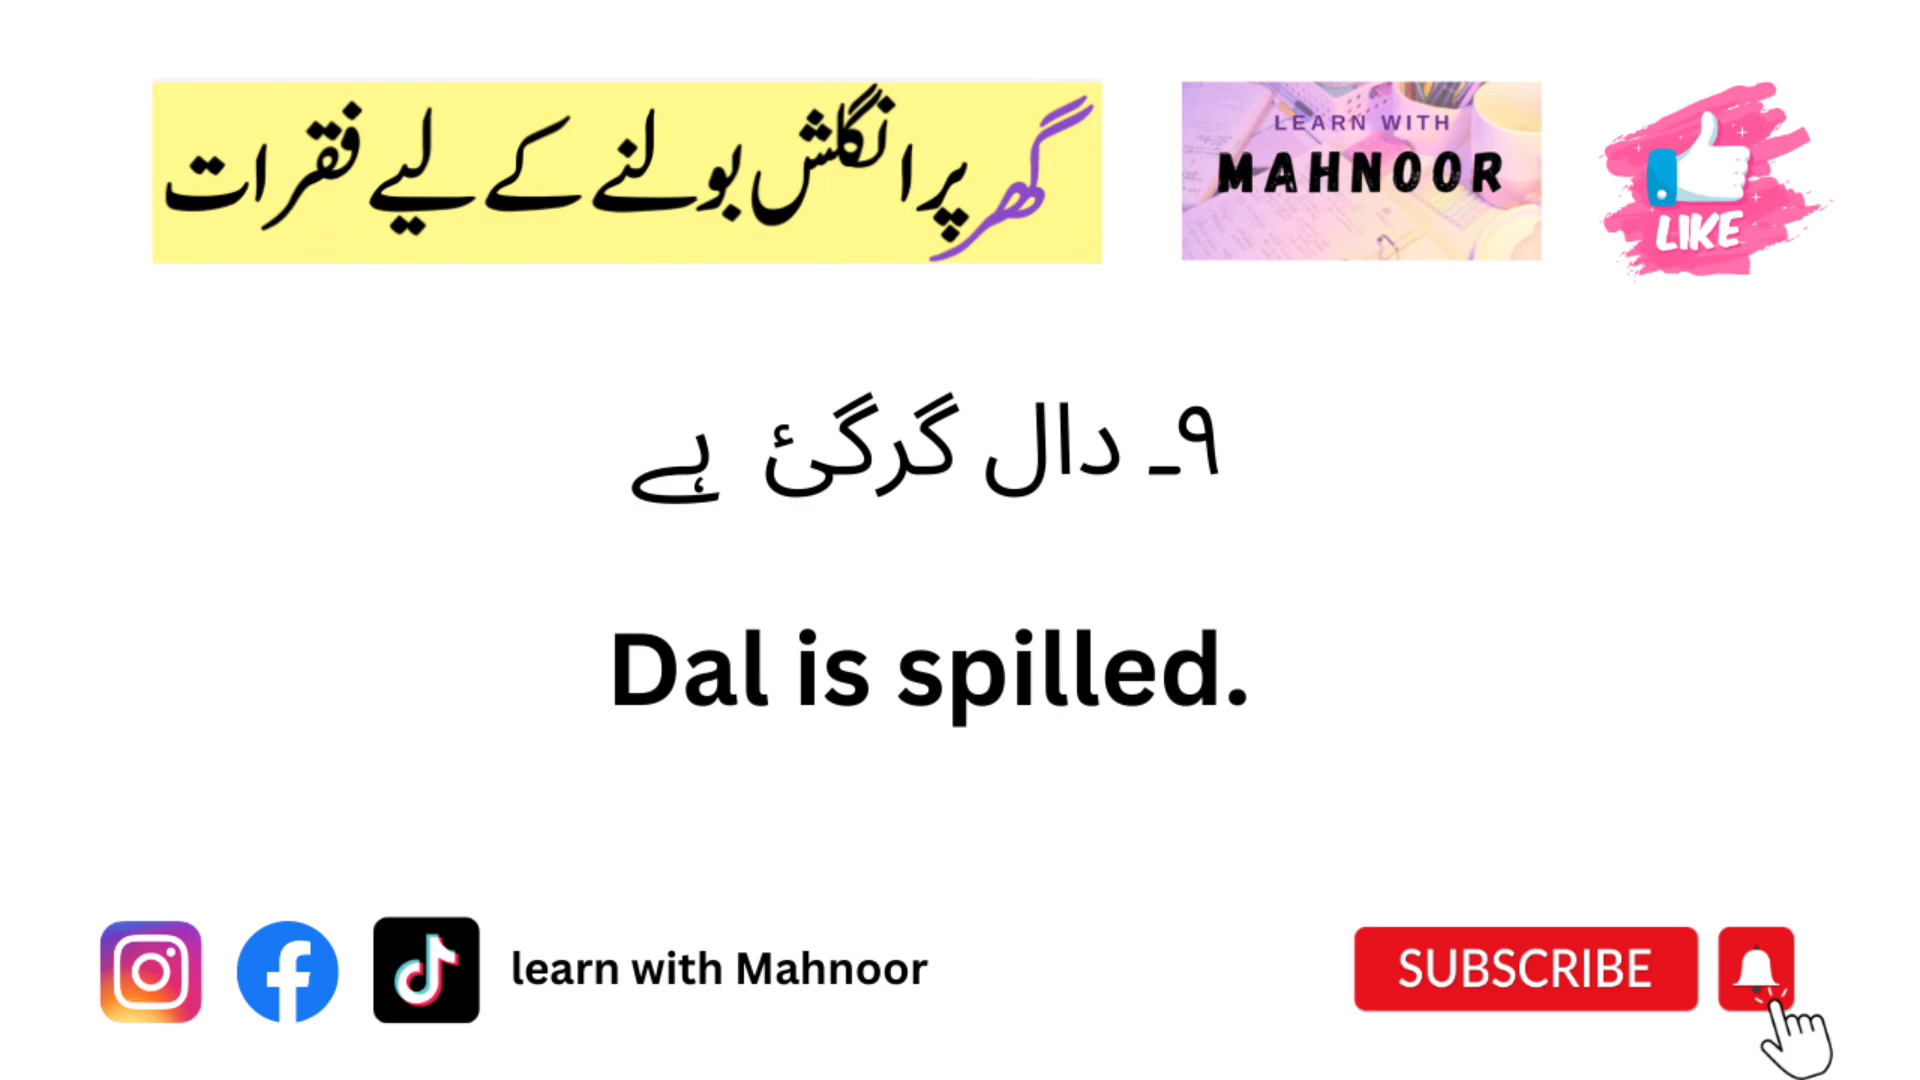 گھر پر انگلش بولنے کے لیے فقرات
LEARN WITH
MAHNOOR
LIKE
۹۔ دال گرگئ ہے
Dal is spilled.
learn with Mahnoor
SUBSCRIBE